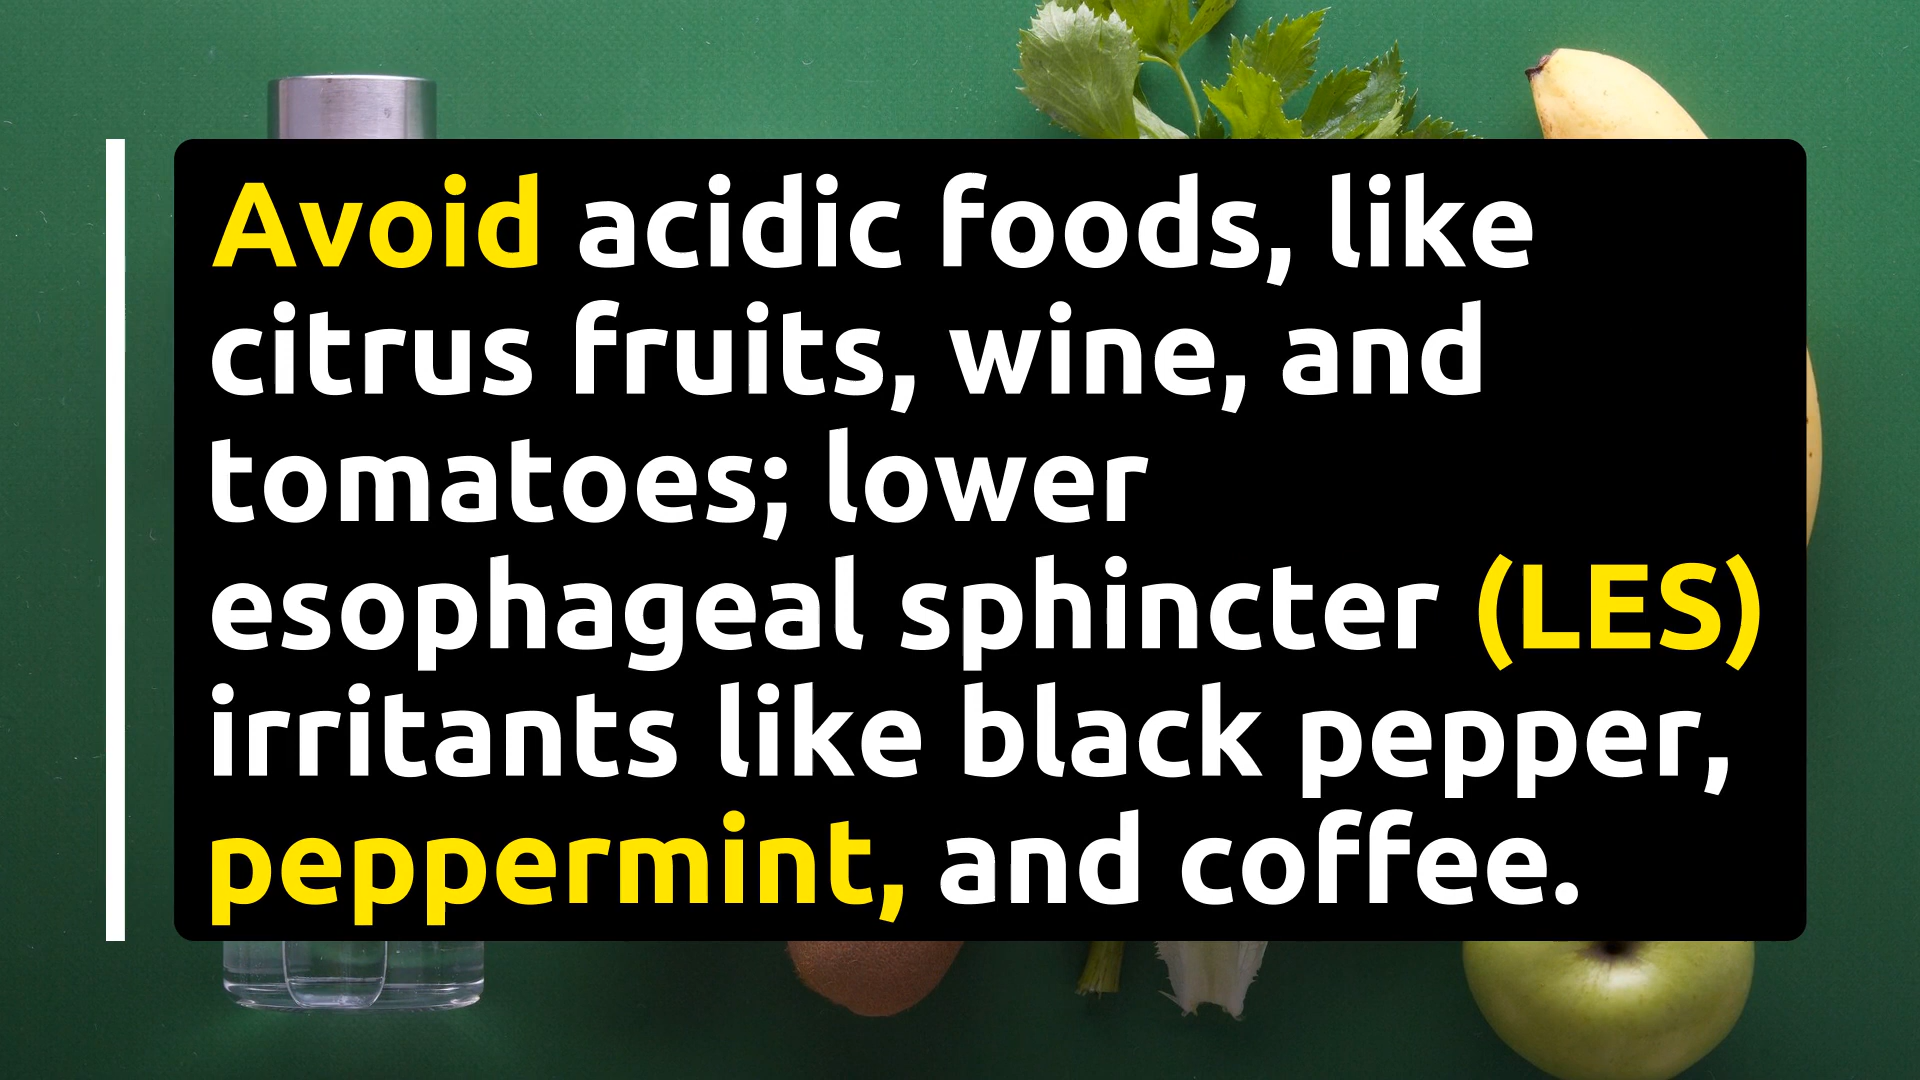 Avoid acidic foods, like
citrus fruits, wine, and
tomatoes; lower
esophageal sphincter (LES)
irritants like black pepper,
peppermint, and coffee.